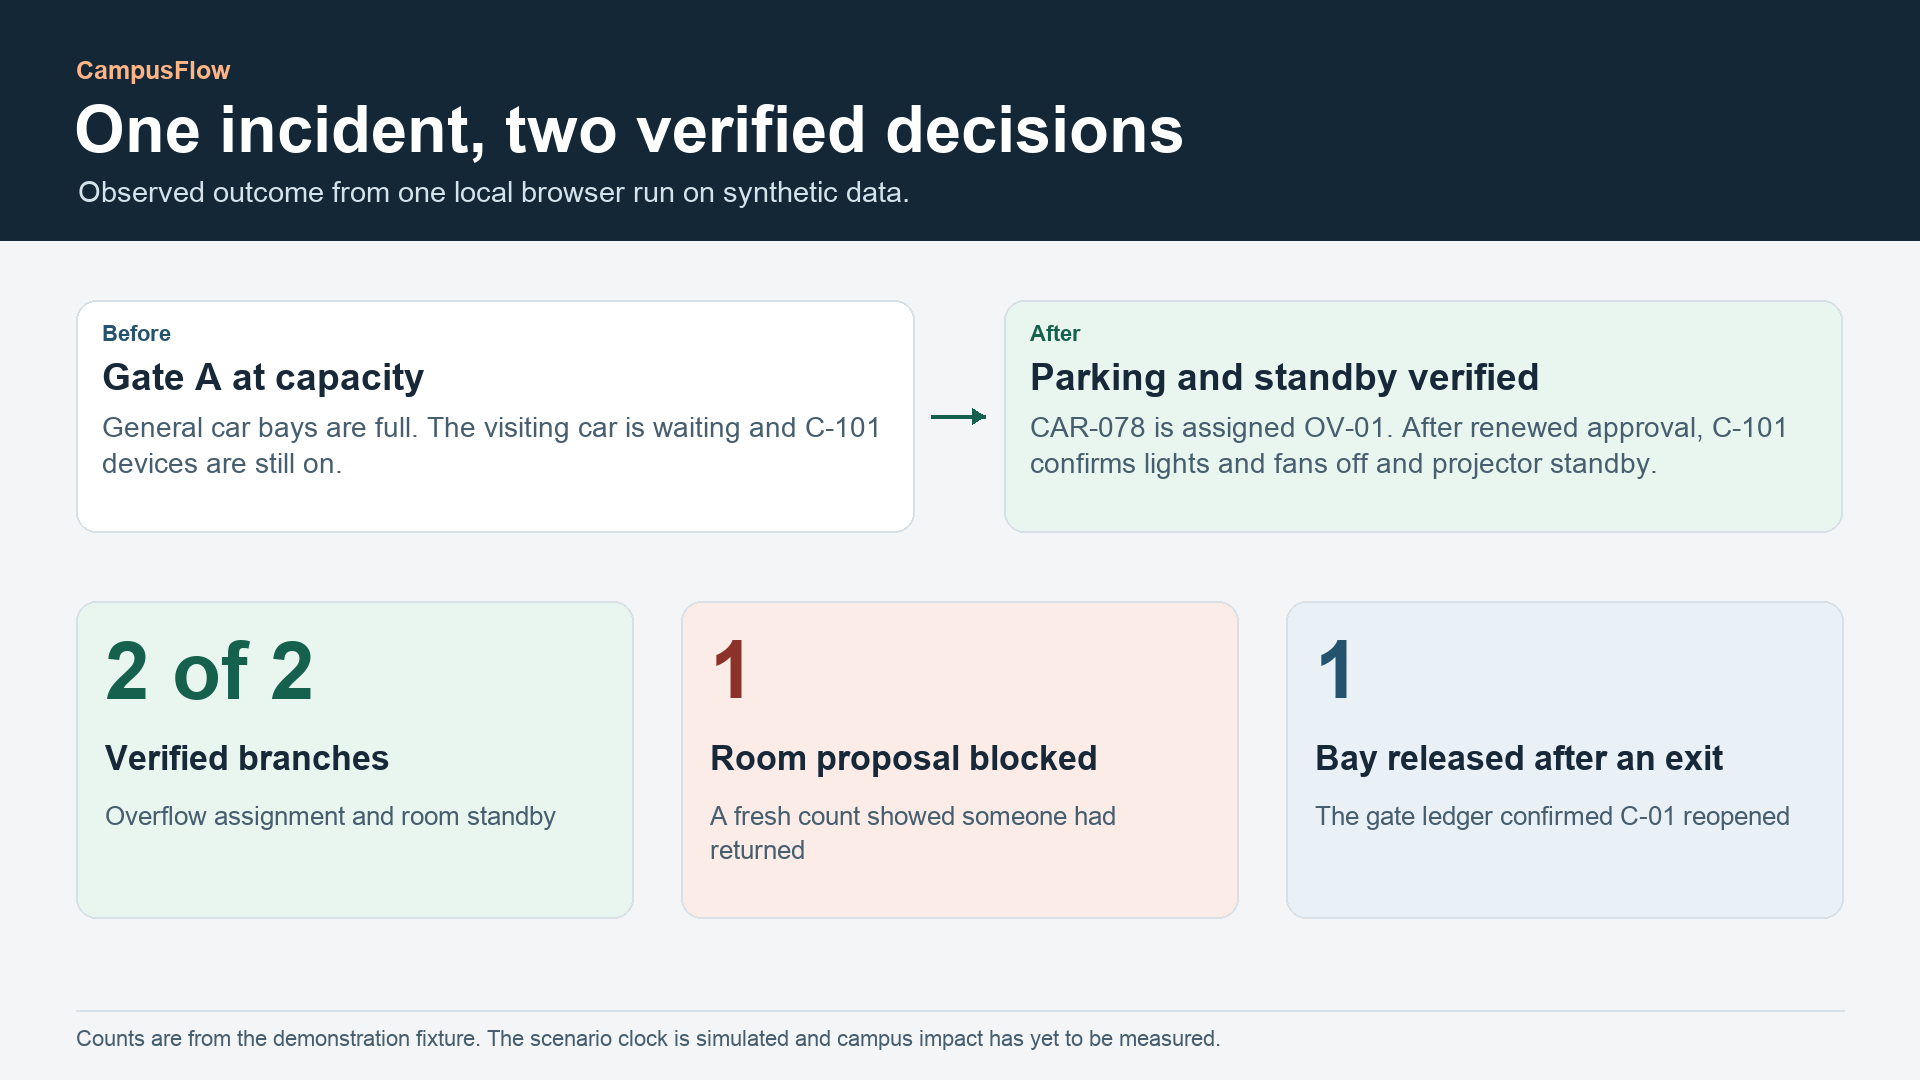 CampusFlow
One incident, two verified decisions
Observed outcome from one local browser run on synthetic data.
Before
Gate A at capacity
General car bays are full. The visiting car is waiting and C-101
devices are still on.
After
Parking and standby verified
CAR-078 is assigned OV-01. After renewed approval, C-101
confirms lights and fans off and projector standby.
2 of 2
Verified branches
Overflow assignment and room standby
1
Room proposal blocked
A fresh count showed someone had
returned
1
Bay released after an exit
The gate ledger confirmed C-01 reopened
Counts are from the demonstration fixture. The scenario clock is simulated and campus impact has yet to be measured.